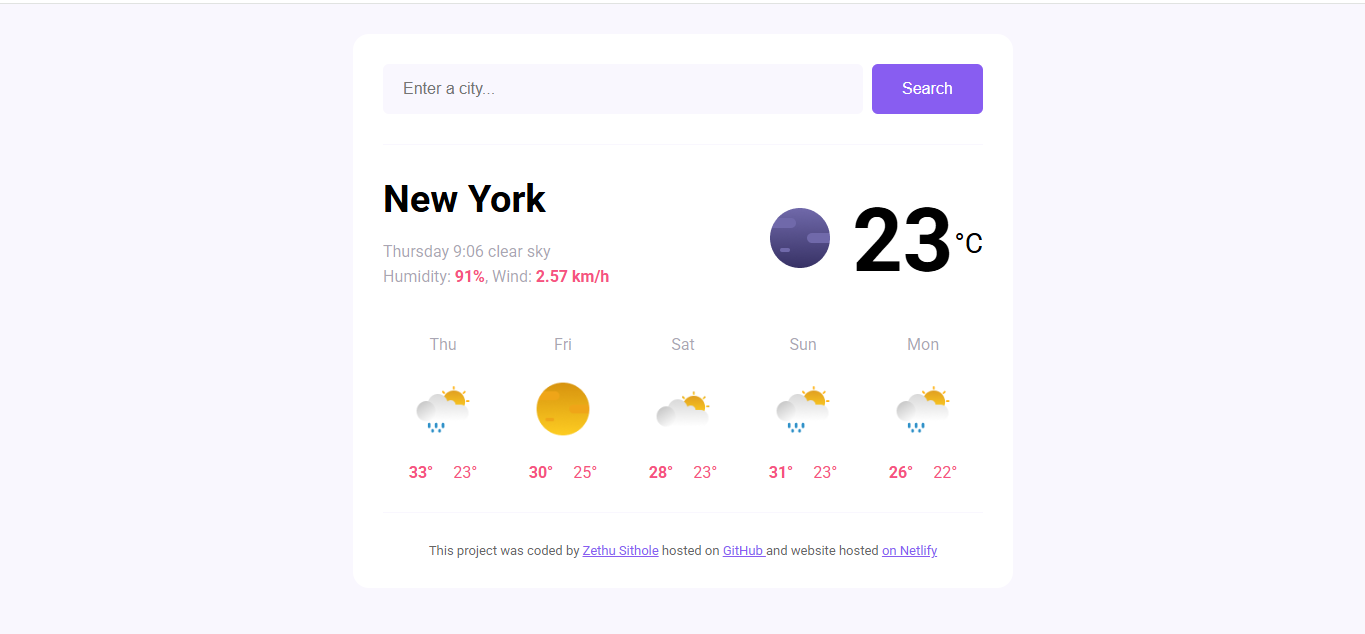 Enter a city...
Search
New York
Thursday 9:06 clear sky
Humidity: 91%, Wind: 2.57 km/h
23 °C
Thu Fri Sat Sun Mon
33° 23° 30° 25° 28° 23° 31° 23° 26° 22°
This project was coded by Zethu Sithole hosted on GitHub and website hosted on Netlify